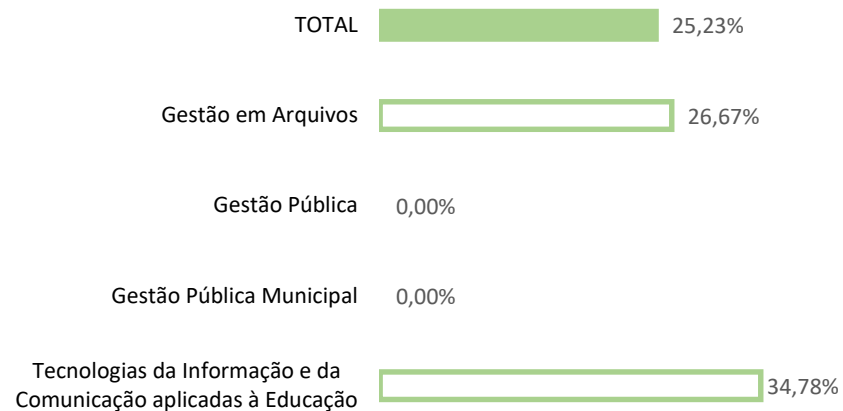 TOTAL 25,23%
Gestão em Arquivos 26,67%
Gestão Pública 0,00%
Gestão Pública Municipal 0,00%
Tecnologias da Informação e da
Comunicação aplicadas à Educação 34,78%